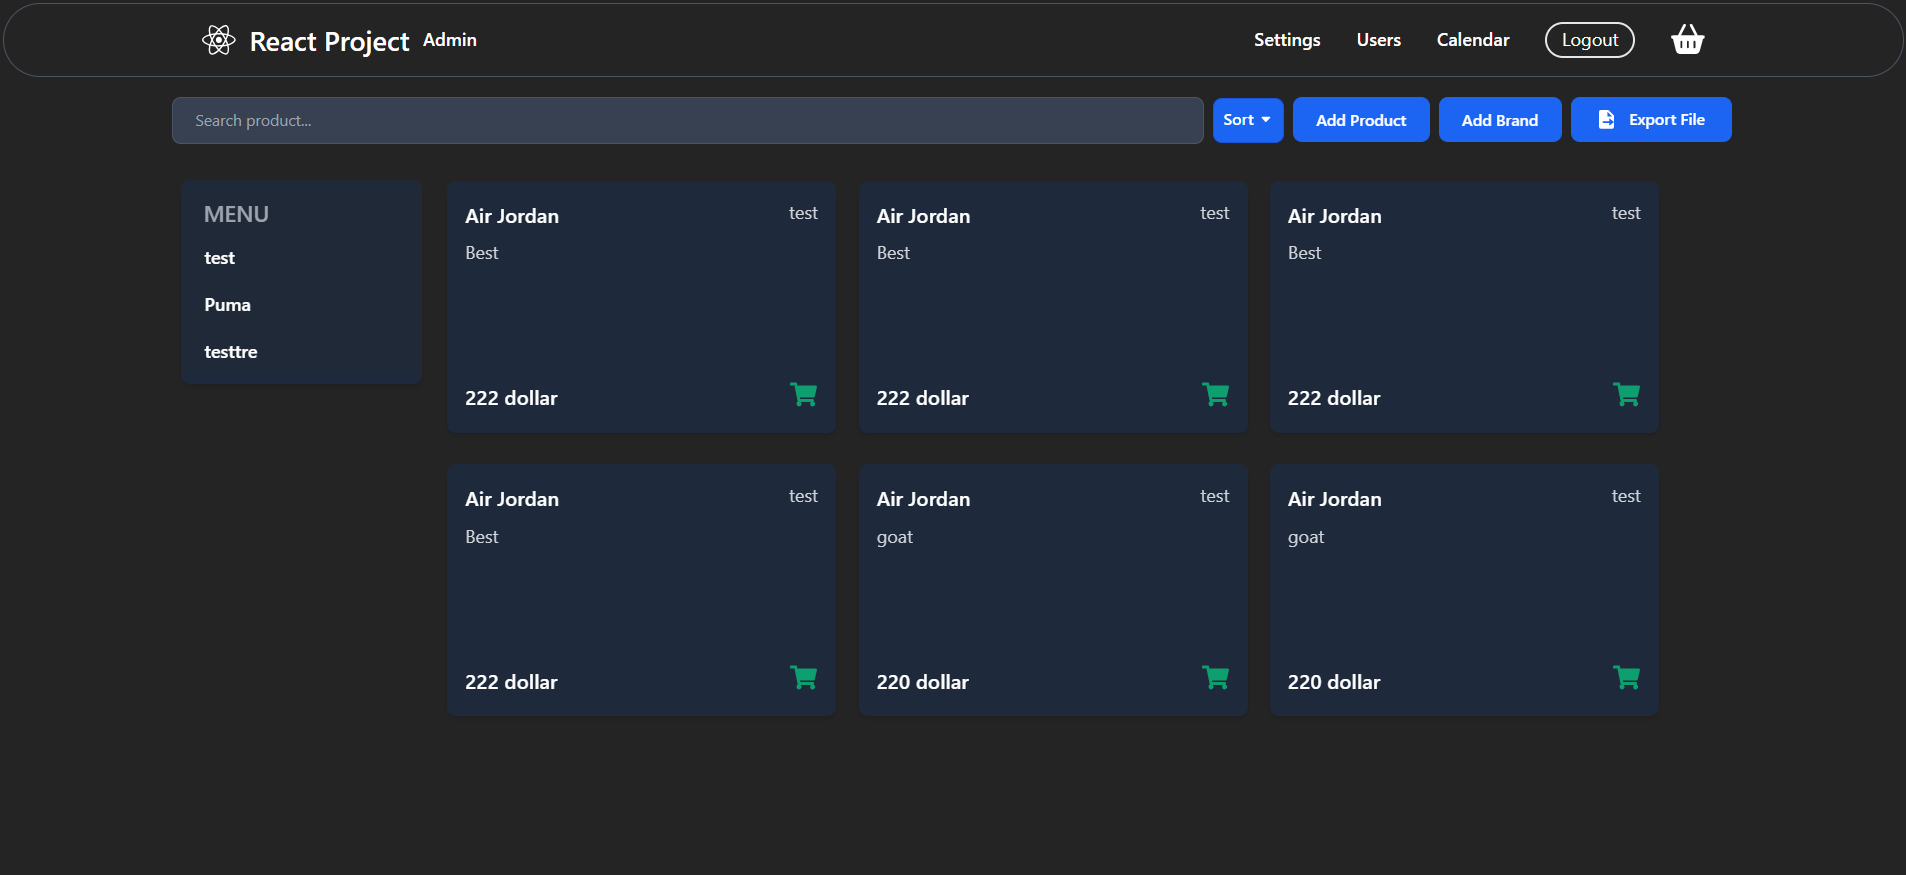 React Project Admin Settings Users Calendar Logout
Search product... Sort Add Product Add Brand Export File
MENU
test
Puma
testtre
Air Jordan test
Best
222 dollar
Air Jordan test
Best
222 dollar
Air Jordan test
Best
222 dollar
Air Jordan test
Best
222 dollar
Air Jordan test
goat
220 dollar
Air Jordan test
goat
220 dollar